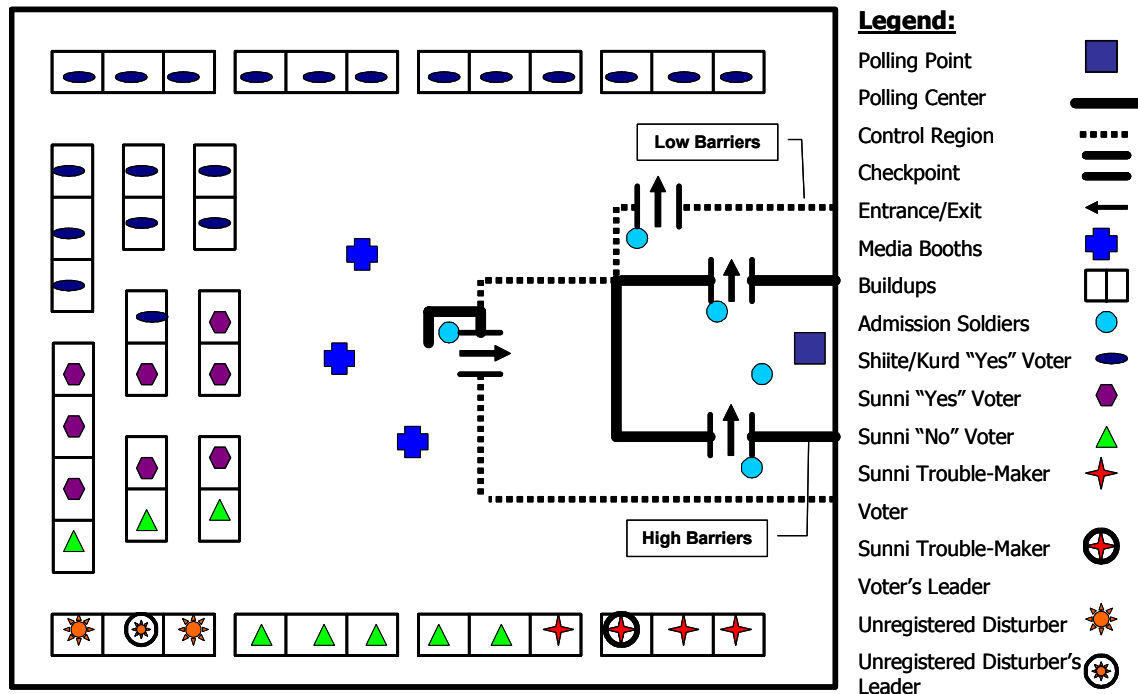 Legend:
Polling Point
Polling Center
Control Region
Checkpoint
Entrance/Exit
Media Booths
Buildups
Admission Soldiers
Shiite/Kurd “Yes” Voter
Sunni “Yes” Voter
Sunni “No” Voter
Sunni Trouble-Maker
Voter
Sunni Trouble-Maker
Voter’s Leader
Unregistered Disturber
Unregistered Disturber’s
Leader
Low Barriers
High Barriers